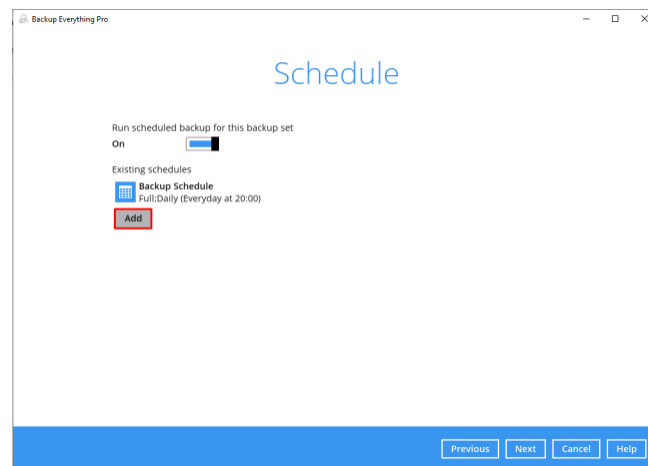 Backup Everything Pro
Schedule
Run scheduled backup for this backup set
On
Existing schedules
Backup Schedule
Full;Daily (Everyday at 20:00)
Add
Previous Next Cancel Help